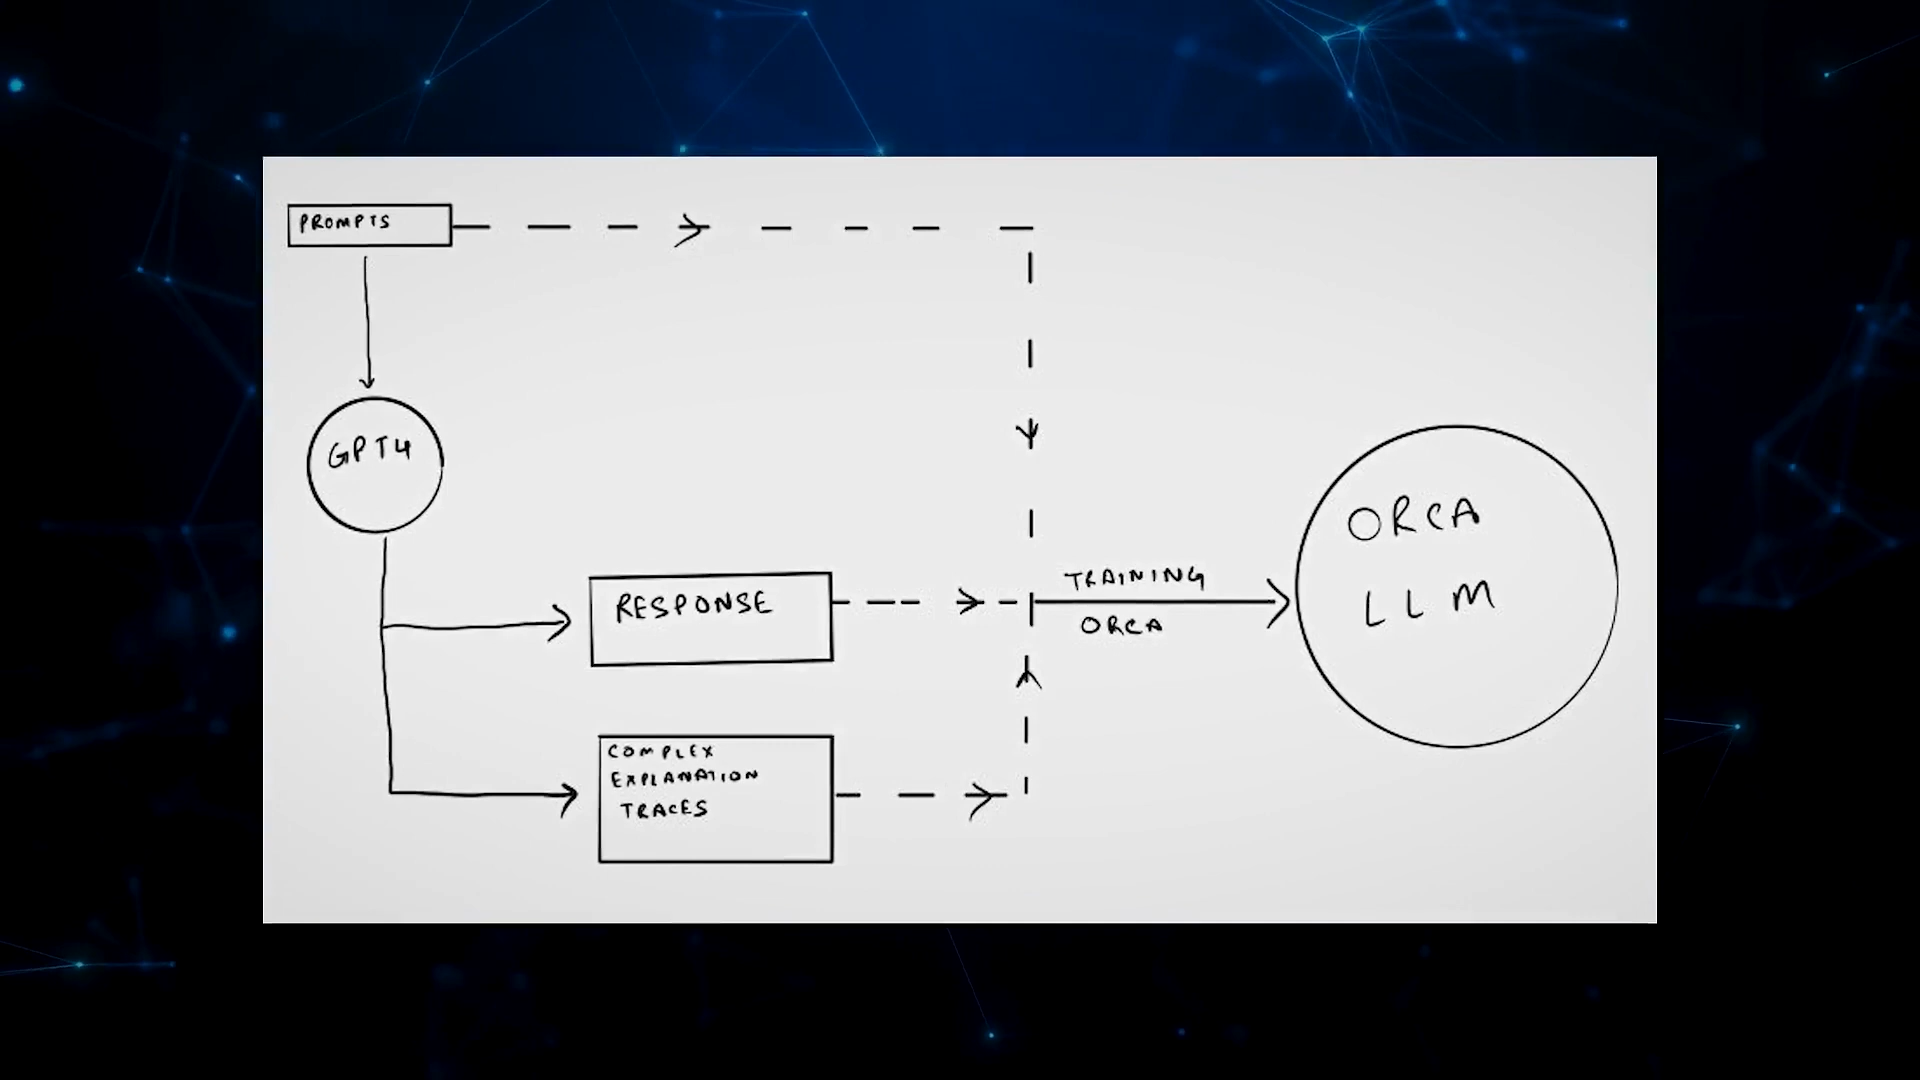 PROMPTS
GPT4
RESPONSE
COMPLEX
EXPLANATION
TRACES
TRAINING
ORCA
ORCA
LLM